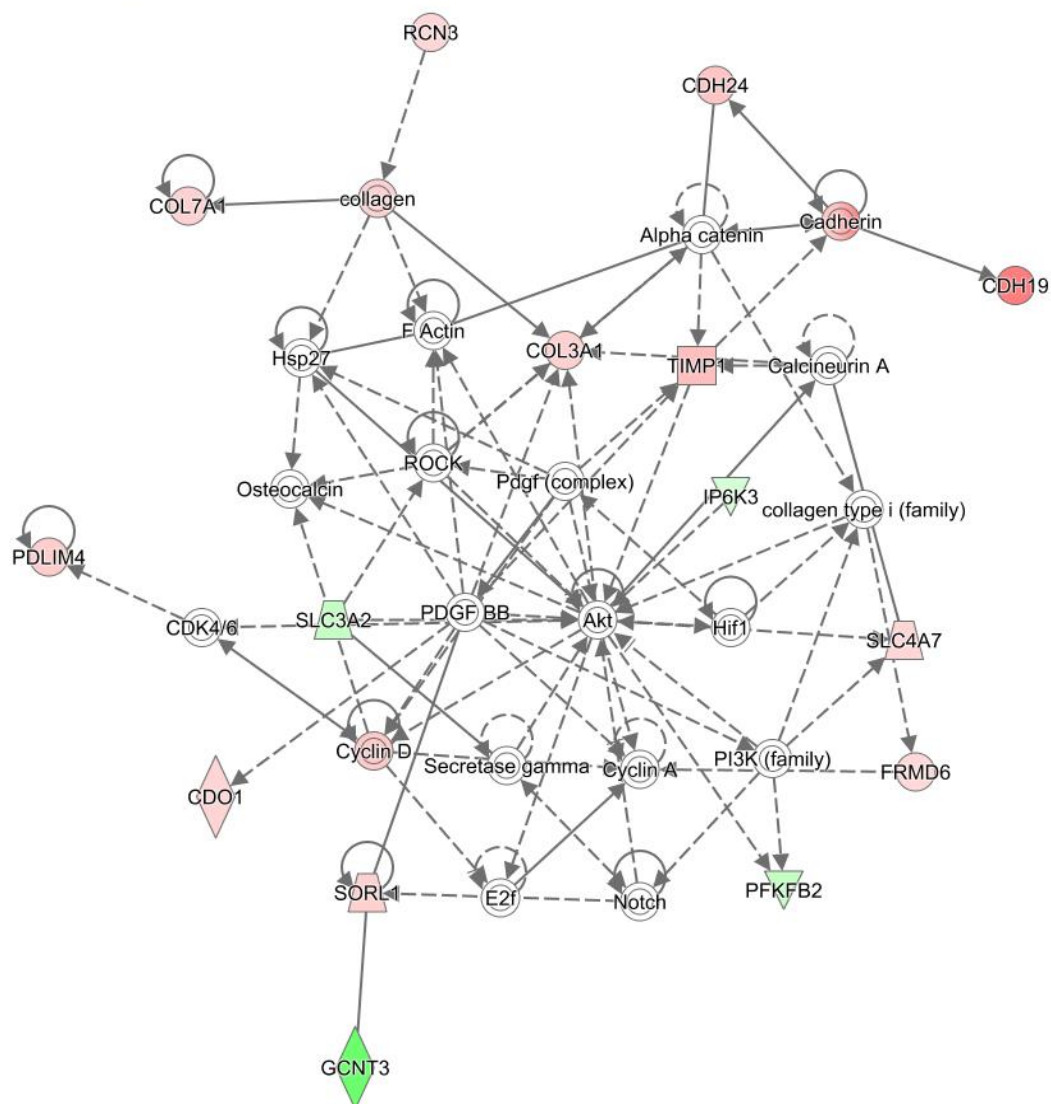 RCN3
CDH24
COL7A1
collagen
Alpha catenin
Cadherin
CDH19
F Actin
Hsp27
COL3A1
TIMP1
Calcineurin A
ROCK
Pdgf (complex)
Osteocalcin
IP6K3
collagen type i (family)
PDLIM4
CDK4/6
SLC3A2
PDGF BB
Akt
Hif1
SLC4A7
Cyclin D
Secretase gamma
Cyclin A
PI3K (family)
FRMD6
CDO1
SORL1
E2f
Notch
PFKFB2
GCNT3